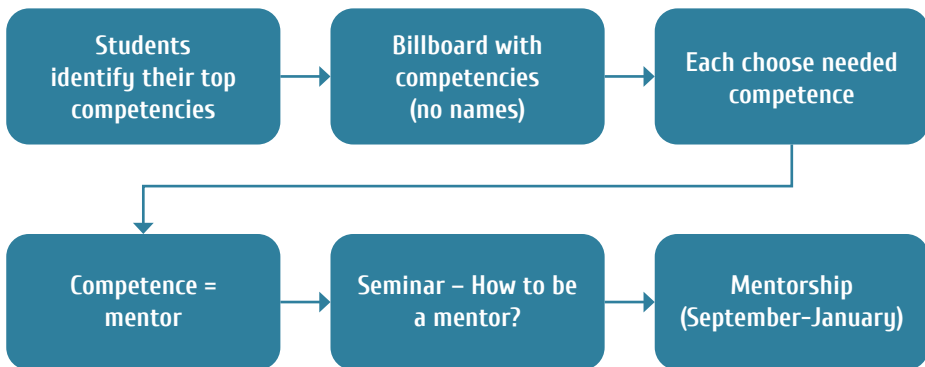 Students
identify their top
competencies
Billboard with
competencies
(no names)
Each choose needed
competence
Competence =
mentor
Seminar – How to be
a mentor?
Mentorship
(September-January)